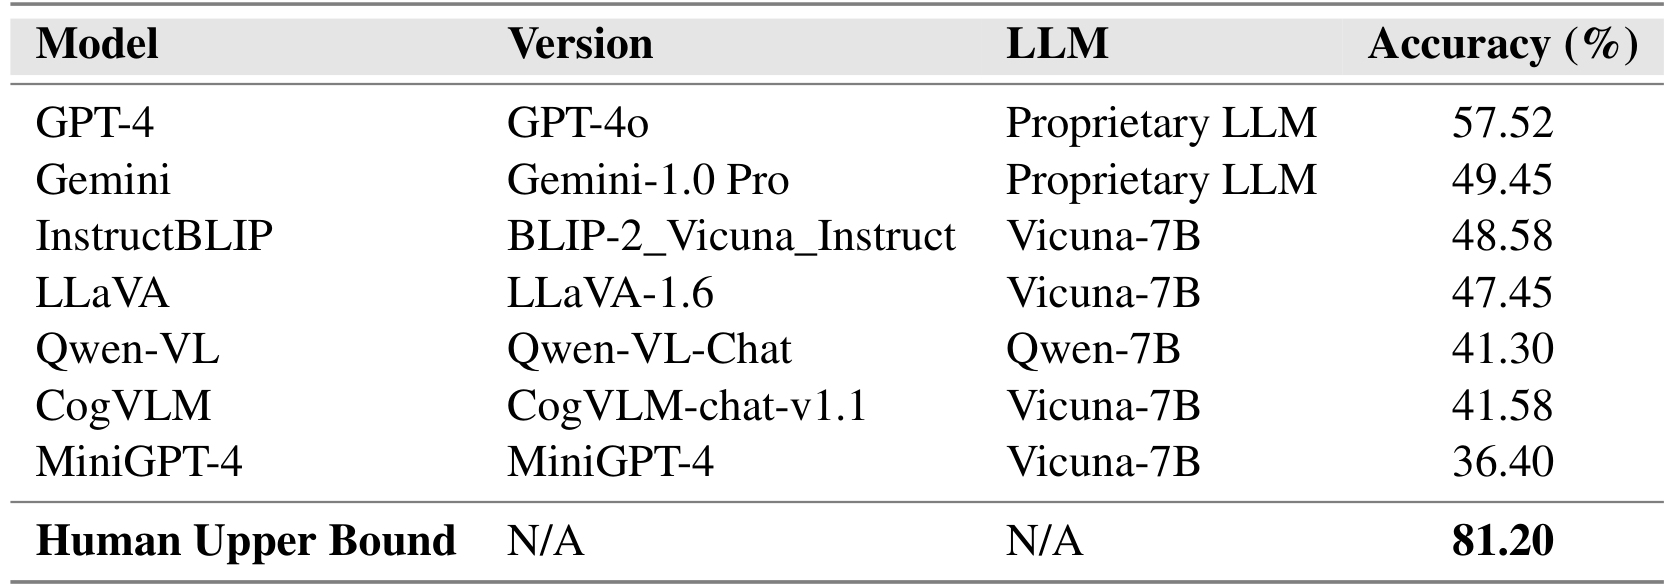 Model Version LLM Accuracy (%)
GPT-4 GPT-4o Proprietary LLM 57.52
Gemini Gemini-1.0 Pro Proprietary LLM 49.45
InstructBLIP BLIP-2_Vicuna_Instruct Vicuna-7B 48.58
LLaVA LLaVA-1.6 Vicuna-7B 47.45
Qwen-VL Qwen-VL-Chat Qwen-7B 41.30
CogVLM CogVLM-chat-v1.1 Vicuna-7B 41.58
MiniGPT-4 MiniGPT-4 Vicuna-7B 36.40
Human Upper Bound N/A N/A 81.20